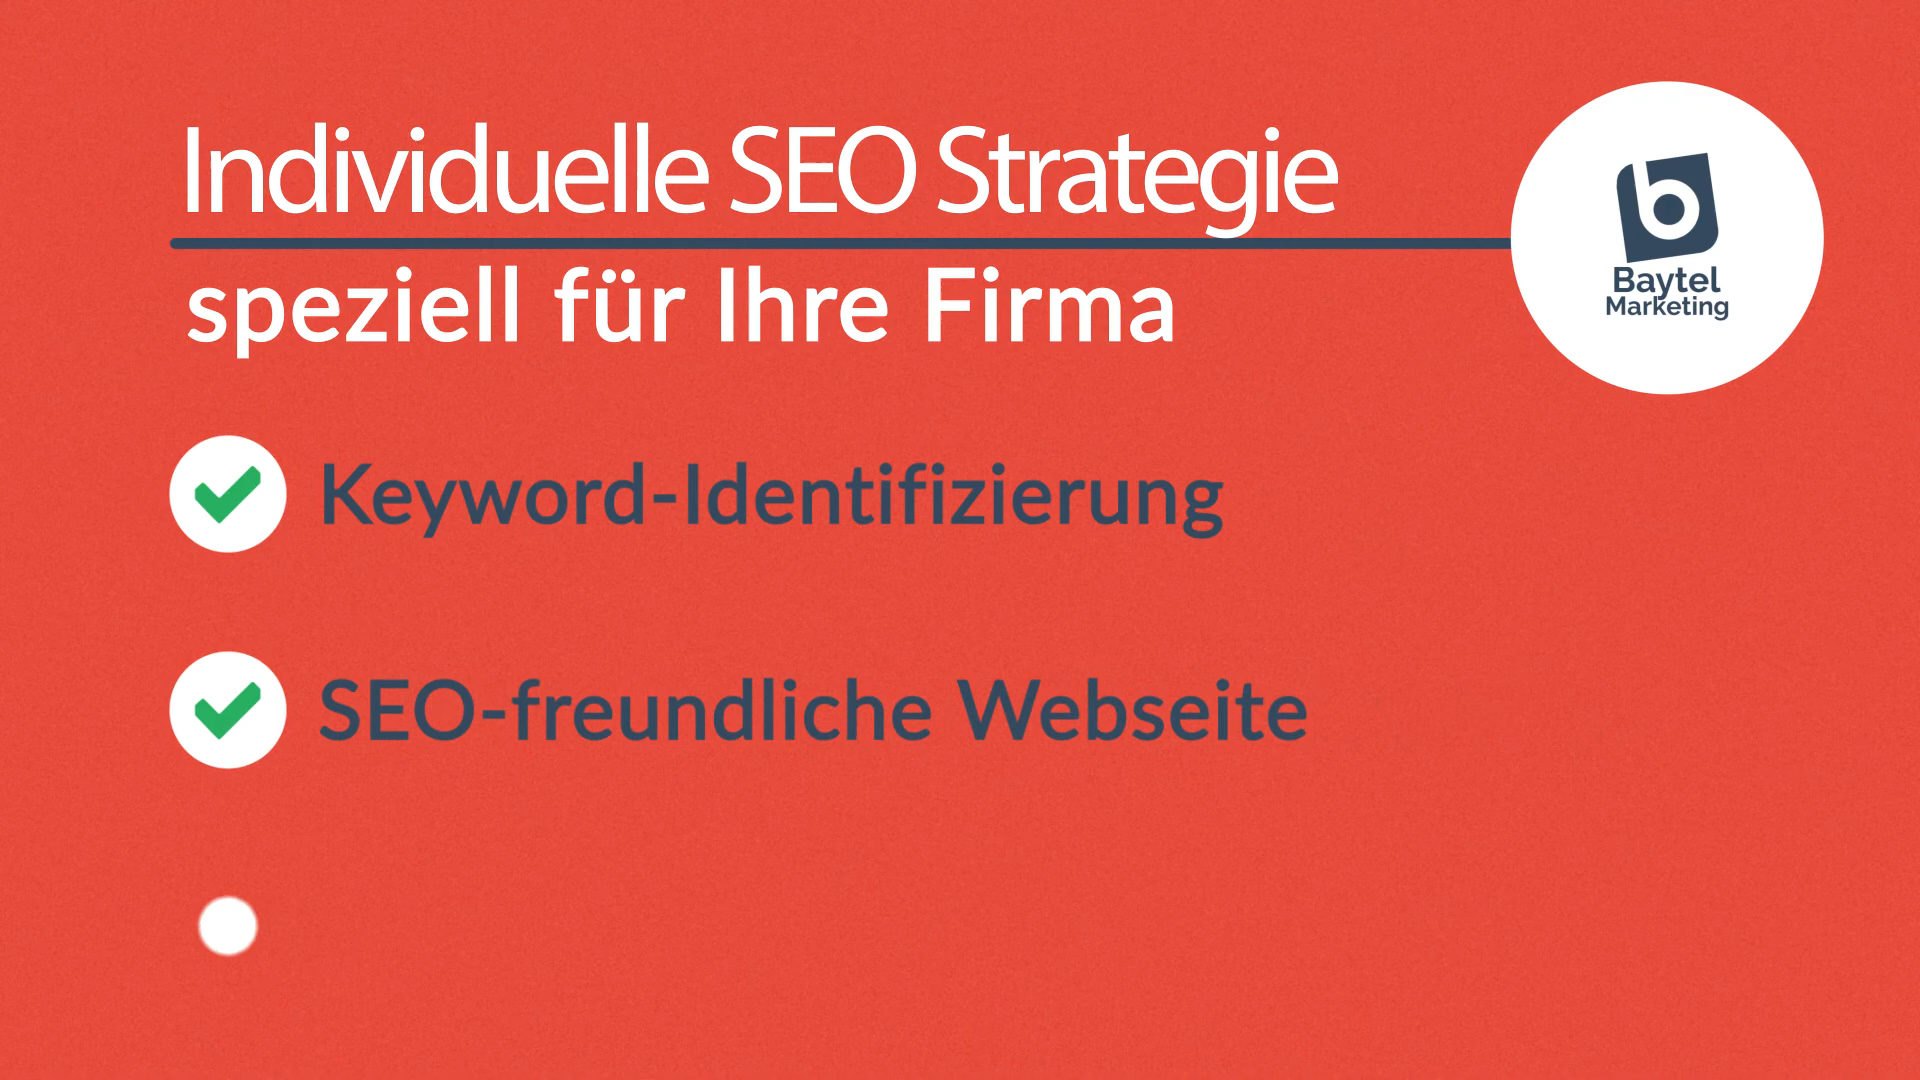 Individuelle SEO Strategie
speziell für Ihre Firma
Baytel
Marketing
Keyword-Identifizierung
SEO-freundliche Webseite